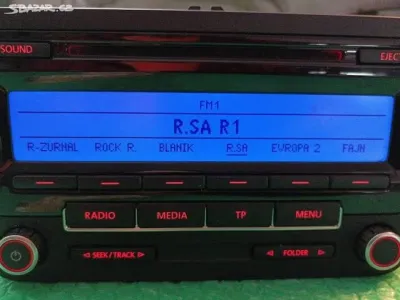 SBAZAR.CZ
SOUND
EJECT
FM1
R.SA R1
R-ZURNAL ROCK R. BLANIK R.SA EVROPA 2 FAJN
RADIO MEDIA TP MENU
SEEK/TRACK FOLDER